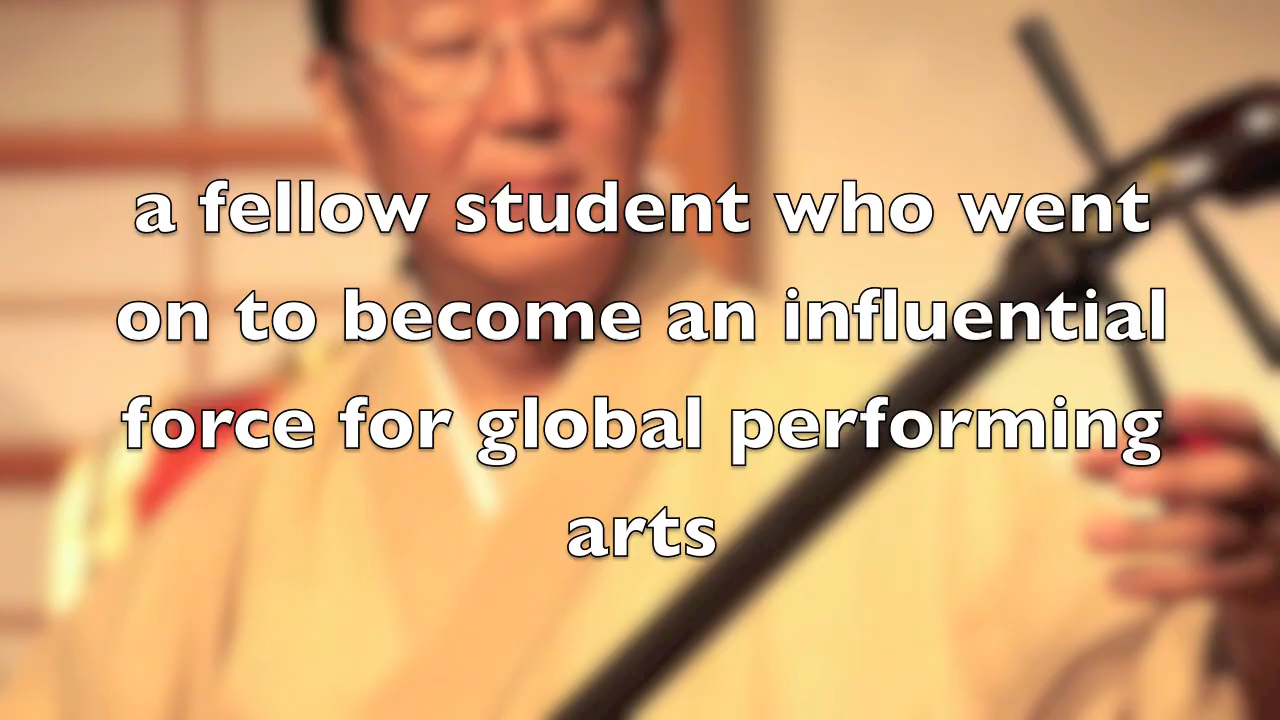 a fellow student who went
on to become an influential
force for global performing
arts